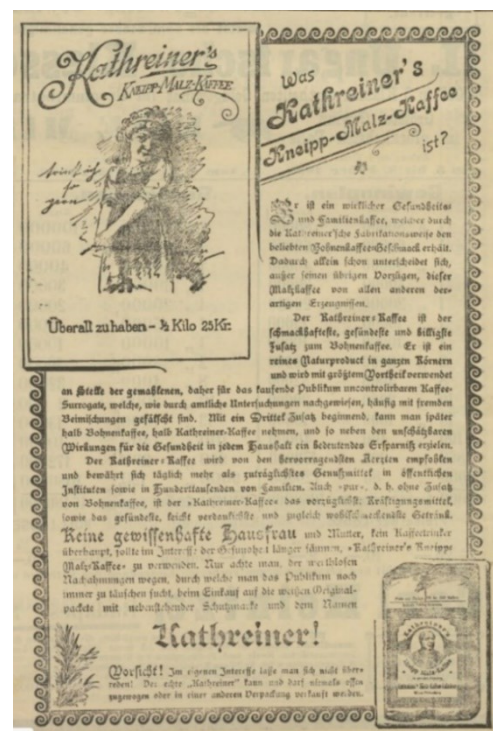 Kathreiner's
KNEIPP-MALZ-KAFFEE
trink ich
so
gern
Überall zu haben - ½ Kilo 25 Kr.
Was
Kathreiner's
Kneipp-Malz-Kaffee
ist?
Er ist ein wirklicher Gesundheits-
und Familienkaffee, welcher durch
die Kathreiner'sche Fabrikationsweise den
beliebten Bohnenkaffee-Geschmack erhält.
Dadurch allein schon unterscheidet sich,
außer seinen übrigen Vorzügen, dieser
Malzkaffee von allen anderen der-
artigen Erzeugnissen.
Der Kathreiner-Kaffee ist der
schmackhafteste, gesündeste und billigste
Zusatz zum Bohnenkaffee. Er ist ein
reines Naturproduct in ganzen Körnern
und wird mit größtem Vortheil verwendet
an Stelle der gemahlenen, daher für das kaufende Publikum uncontrolirbaren Kaffee-
Surrogate, welche, wie durch amtliche Untersuchungen nachgewiesen, häufig mit fremden
Beimischungen gefälscht sind. Mit ein Drittel Zusatz beginnend, kann man später
halb Bohnenkaffee, halb Kathreiner-Kaffee nehmen, und so neben den unschätzbaren
Wirkungen für die Gesundheit in jedem Haushalt ein bedeutendes Ersparniß erzielen.
Der Kathreiner-Kaffee wird von den hervorragendsten Aerzten empfohlen
und bewährt sich täglich mehr als zuträglichstes Genußmittel in öffentlichen
Instituten sowie in Hunderttausenden von Familien. Auch »pur«, d. h. ohne Zusatz
von Bohnenkaffee, ist der »Kathreiner-Kaffee« das vorzüglichste Kräftigungsmittel,
sowie das gesündeste, leicht verdaulichste und zugleich wohlschmeckendste Getränk.
Keine gewissenhafte Hausfrau und Mutter, kein Kaffeetrinker
überhaupt, sollte im Interesse der Gesundheit länger säumen, »Kathreiner's Kneipp-
Malz-Kaffee« zu verwenden. Nur achte man, der werthlosen
Nachahmungen wegen, durch welche man das Publikum noch
immer zu täuschen sucht, beim Einkauf auf die weißen Original-
packete mit nebenstehender Schutzmarke und dem Namen
Kathreiner!
Vorsicht! Im eigenen Interesse lasse man sich nicht über-
reden! Der echte „Kathreiner" kann und darf niemals offen
zugewogen oder in einer anderen Verpackung verkauft werden.